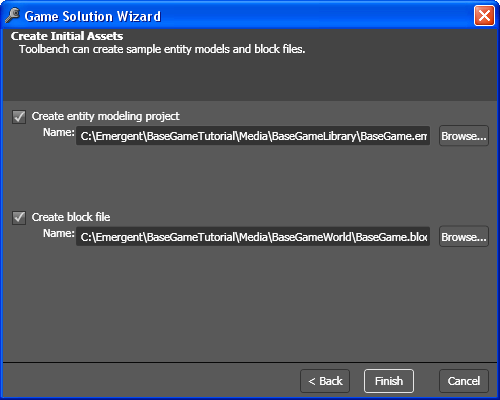 Game Solution Wizard
Create Initial Assets
Toolbench can create sample entity models and block files.
Create entity modeling project
Name: C:\Emergent\BaseGameTutorial\Media\BaseGameLibrary\BaseGame.em Browse...
Create block file
Name: C:\Emergent\BaseGameTutorial\Media\BaseGameWorld\BaseGame.bloc Browse...
< Back Finish Cancel